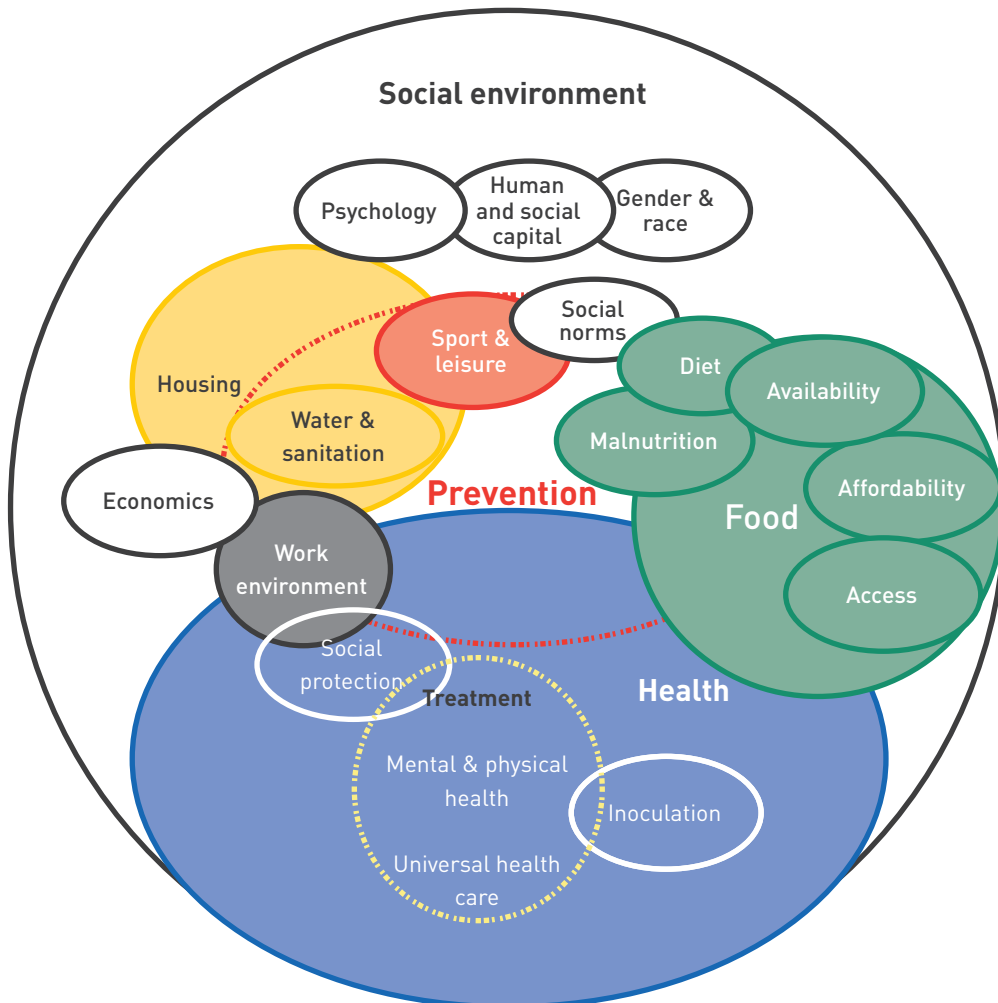 Social environment
Psychology
Human
and social
capital
Gender &
race
Social
norms
Sport &
leisure
Diet
Availability
Housing
Water &
sanitation
Malnutrition
Economics
Prevention
Affordability
Food
Work
environment
Access
Social
protection
Treatment
Health
Mental & physical
health
Inoculation
Universal health
care